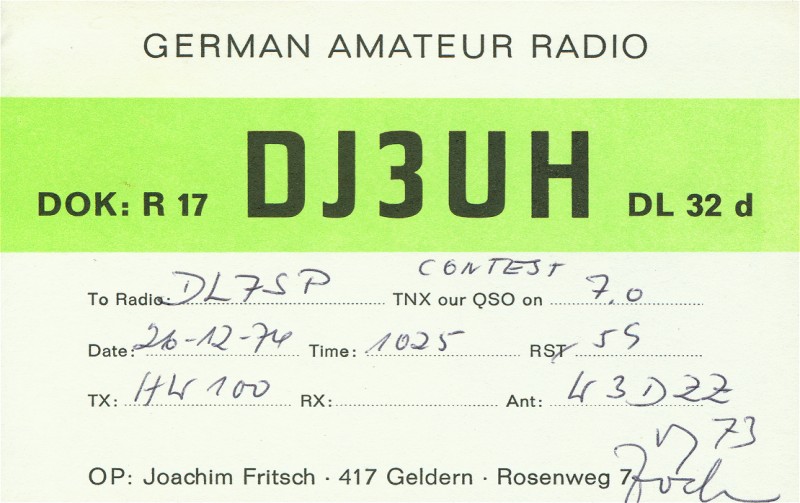 GERMAN AMATEUR RADIO
DOK: R 17 DJ3UH DL 32 d
CONTEST
To Radio: DL7SP TNX our QSO on 7,0
Date: 26-12-74 Time: 1025 RST 59
TX: HW 100 RX: Ant: W3DZZ
73
OP: Joachim Fritsch · 417 Geldern · Rosenweg 7